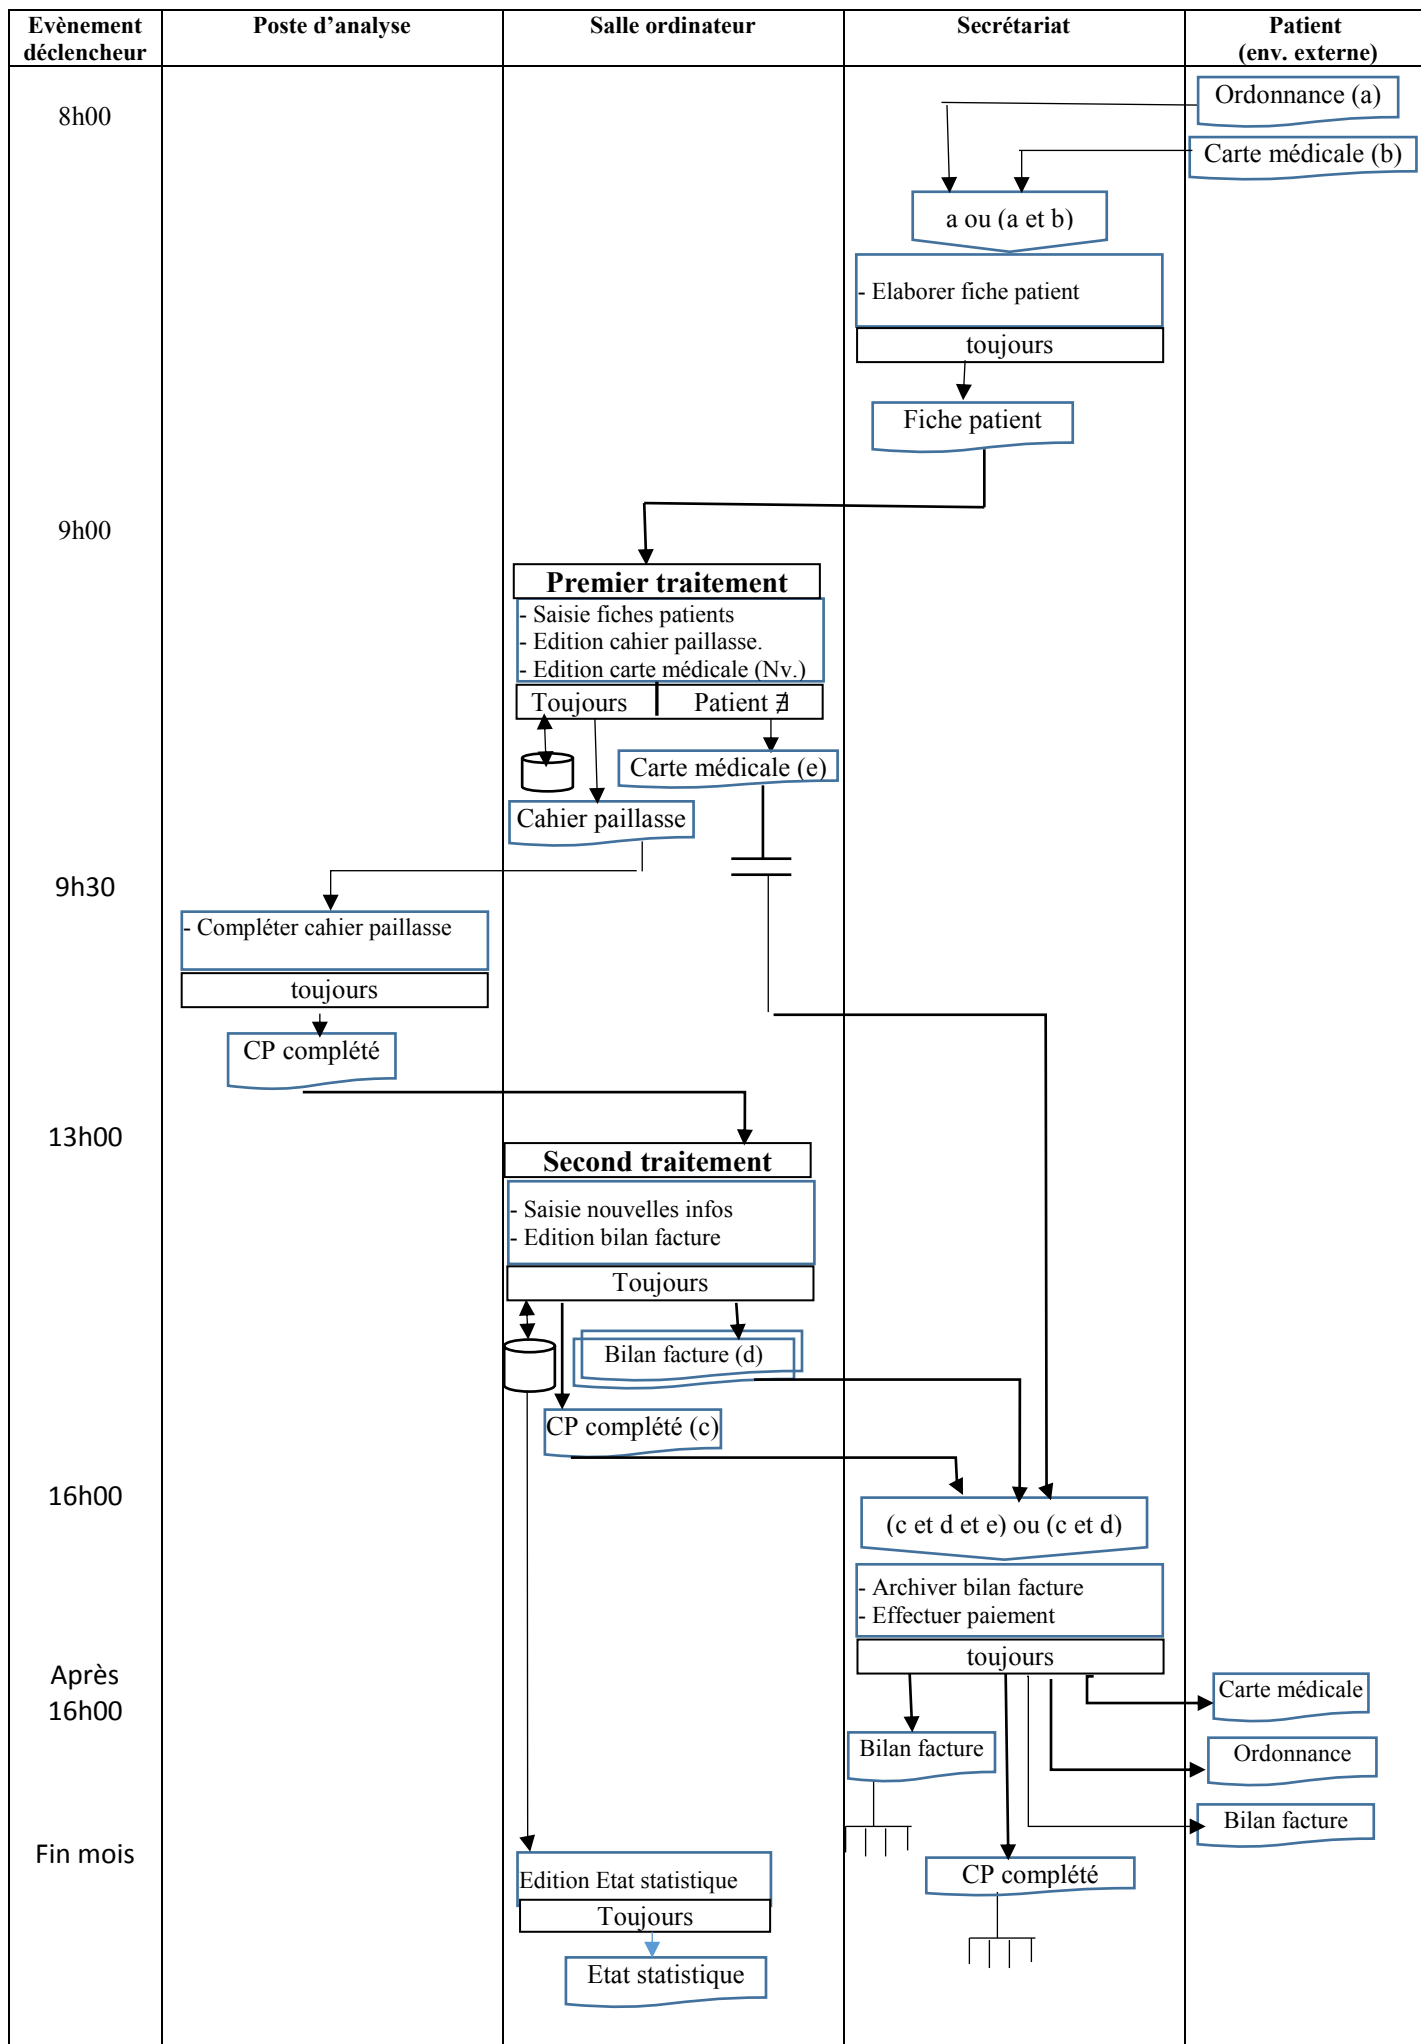 Evènement
déclencheur
Poste d’analyse
Salle ordinateur
Secrétariat
Patient
(env. externe)
8h00
Ordonnance (a)
Carte médicale (b)
a ou (a et b)
- Elaborer fiche patient
toujours
Fiche patient
9h00
Premier traitement
- Saisie fiches patients
- Edition cahier paillasse.
- Edition carte médicale (Nv.)
Toujours
Patient ∄
Carte médicale (e)
Cahier paillasse
9h30
- Compléter cahier paillasse
toujours
CP complété
13h00
Second traitement
- Saisie nouvelles infos
- Edition bilan facture
Toujours
Bilan facture (d)
CP complété (c)
16h00
(c et d et e) ou (c et d)
- Archiver bilan facture
- Effectuer paiement
toujours
Après
16h00
Carte médicale
Bilan facture
Ordonnance
Bilan facture
Fin mois
Edition Etat statistique
CP complété
Toujours
Etat statistique